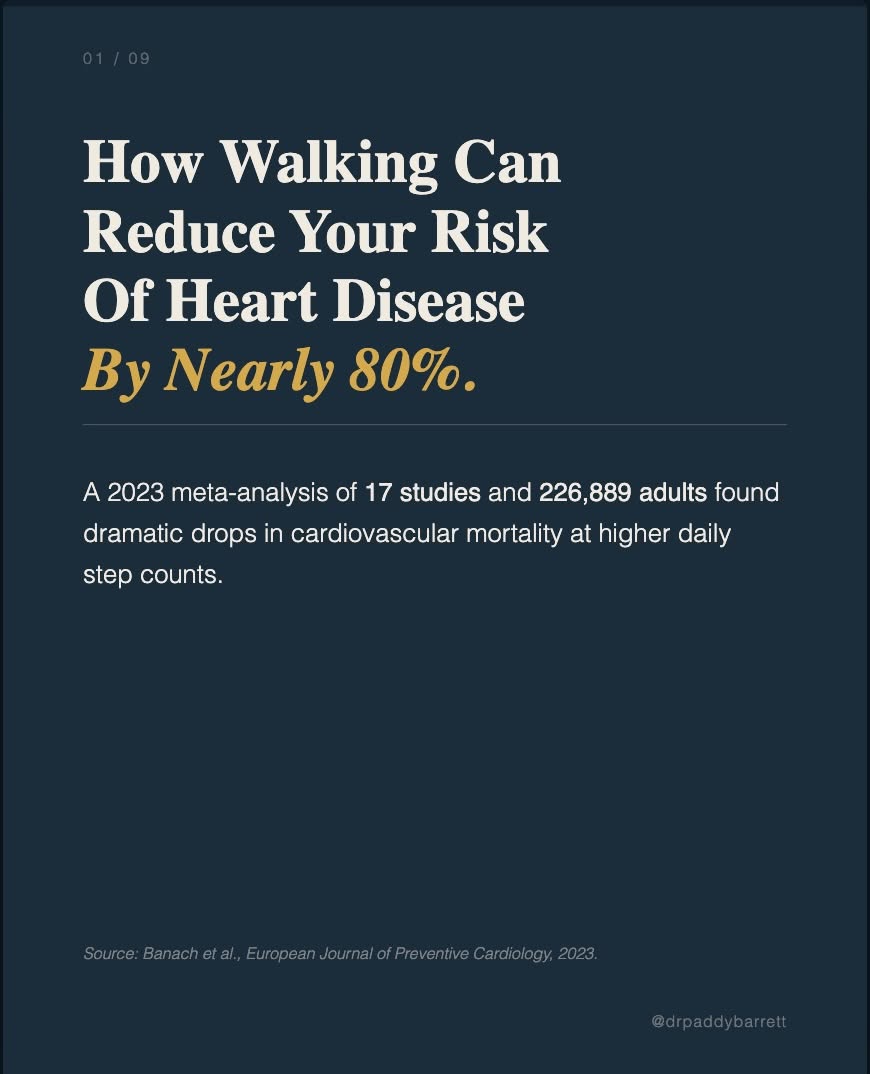 01 / 09
How Walking Can
Reduce Your Risk
Of Heart Disease
By Nearly 80%.
A 2023 meta-analysis of 17 studies and 226,889 adults found
dramatic drops in cardiovascular mortality at higher daily
step counts.
Source: Banach et al., European Journal of Preventive Cardiology, 2023.
@drpaddybarrett